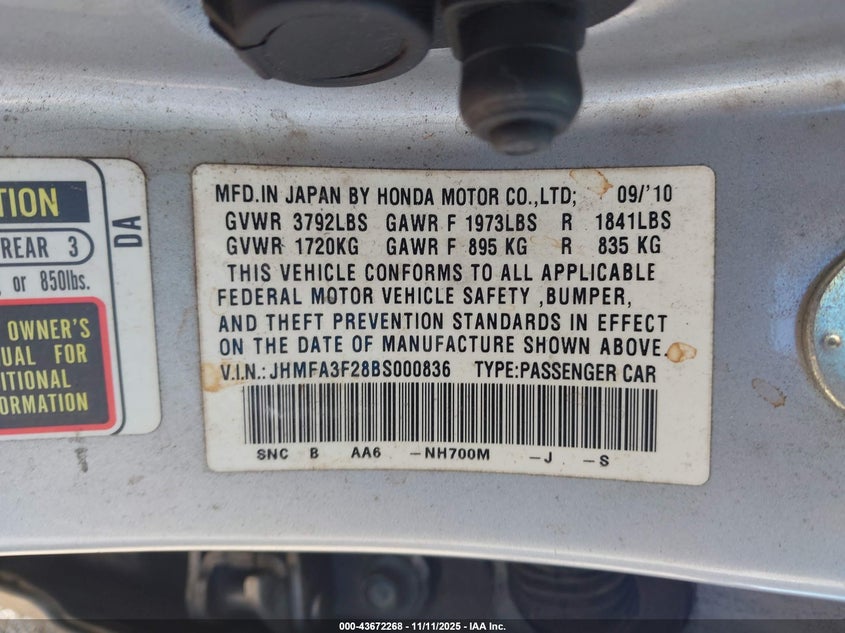 TION
REAR 3
or 850lbs.
OWNER'S
UAL FOR
ITIONAL
FORMATION
DA
MFD.IN JAPAN BY HONDA MOTOR CO.,LTD; 09/'10
GVWR 3792LBS GAWR F 1973LBS R 1841LBS
GVWR 1720KG GAWR F 895 KG R 835 KG
THIS VEHICLE CONFORMS TO ALL APPLICABLE
FEDERAL MOTOR VEHICLE SAFETY ,BUMPER,
AND THEFT PREVENTION STANDARDS IN EFFECT
ON THE DATE OF MANUFACTURE SHOWN ABOVE.
V.I.N.:JHMFA3F28BS000836 TYPE:PASSENGER CAR
SNC B AA6 -NH700M -J -S
000-43672268 - 11/11/2025 - IAA Inc.